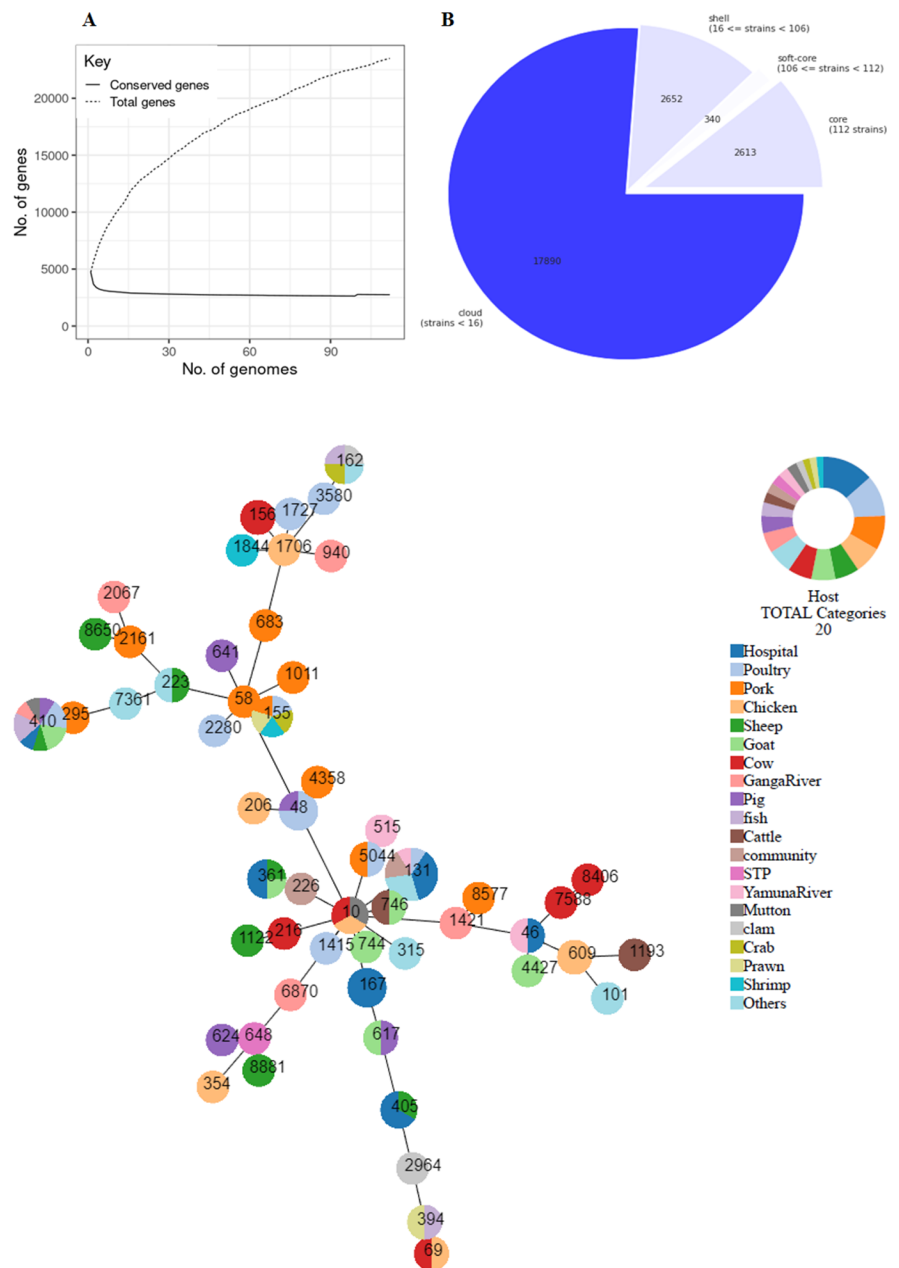 A
B
Key
Conserved genes
Total genes
20000
15000
10000
5000
0
No. of genes
0
30
60
90
No. of genomes
shell
(16 <= strains < 106)
soft-core
(106 <= strains < 112)
core
(112 strains)
2652
340
2613
17890
cloud
(strains < 16)
162
3580
1727
156
1706
1844
940
2067
8650
2161
683
641
1011
223
58
7361
295
410
155
2280
4358
206
48
515
5044
131
361
226
746
10
8406
7588
8577
1421
216
1122
1415
744
315
46
609
1193
4427
101
6870
167
624
648
617
8881
354
405
2964
394
69
Host
TOTAL Categories
20
Hospital
Poultry
Pork
Chicken
Sheep
Goat
Cow
GangaRiver
Pig
fish
Cattle
community
STP
YamunaRiver
Mutton
clam
Crab
Prawn
Shrimp
Others